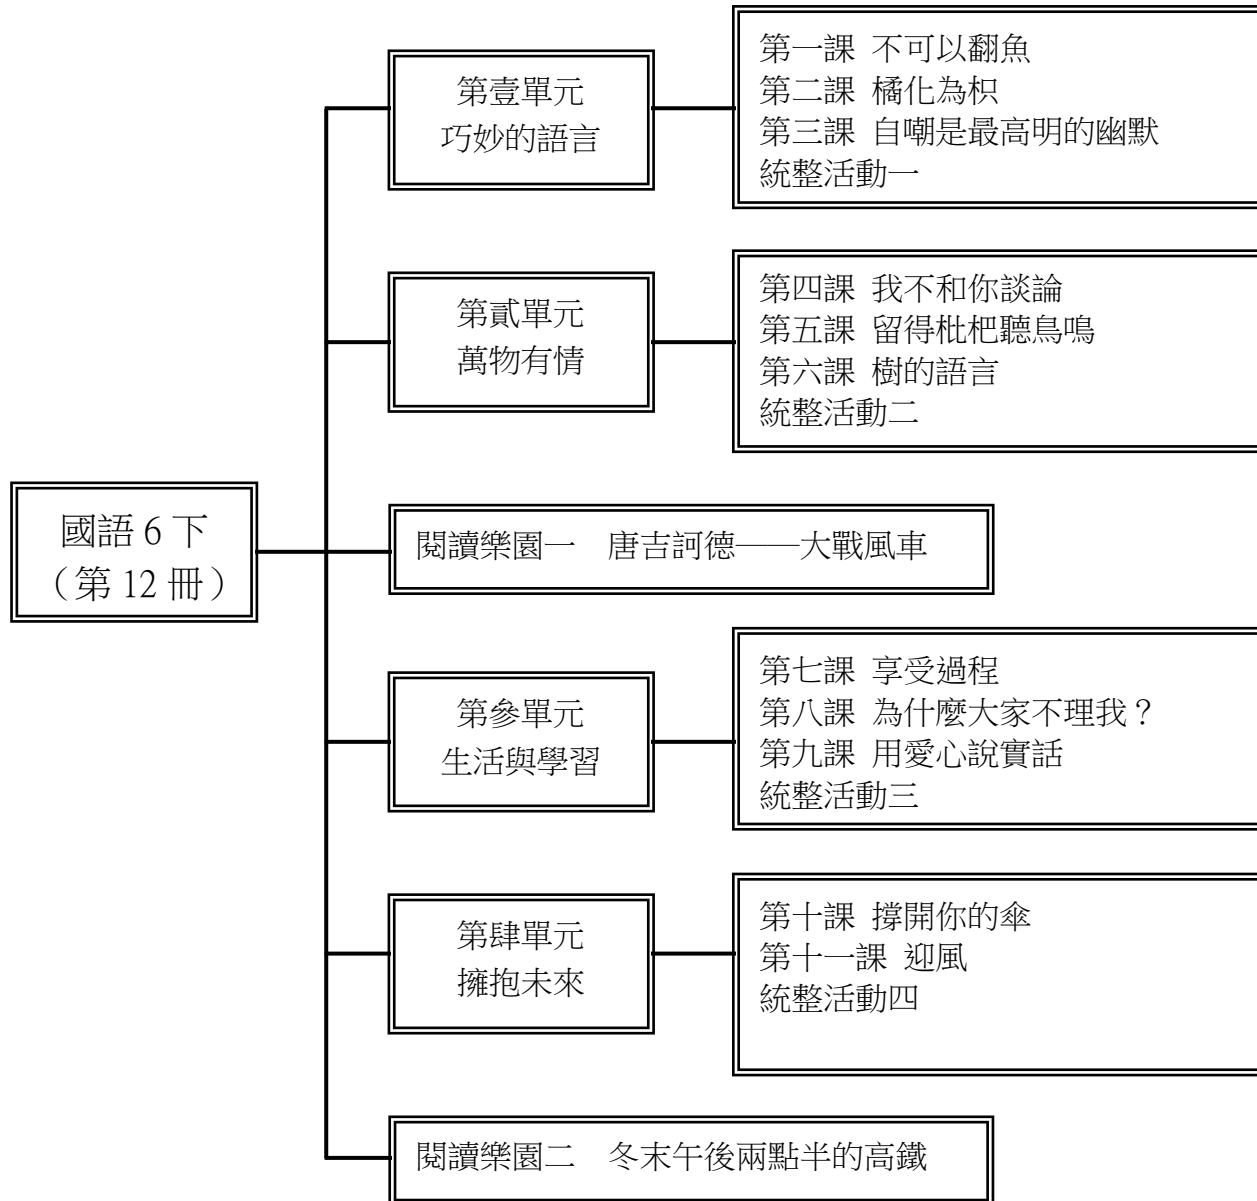 國語 6 下
（第 12 冊）
第壹單元
巧妙的語言
第一課 不可以翻魚
第二課 橘化為枳
第三課 自嘲是最高明的幽默
統整活動一
第貳單元
萬物有情
第四課 我不和你談論
第五課 留得枇杷聽鳥鳴
第六課 樹的語言
統整活動二
閱讀樂園一　唐吉訶德——大戰風車
第參單元
生活與學習
第七課 享受過程
第八課 為什麼大家不理我？
第九課 用愛心說實話
統整活動三
第肆單元
擁抱未來
第十課 撐開你的傘
第十一課 迎風
統整活動四
閱讀樂園二　冬末午後兩點半的高鐵